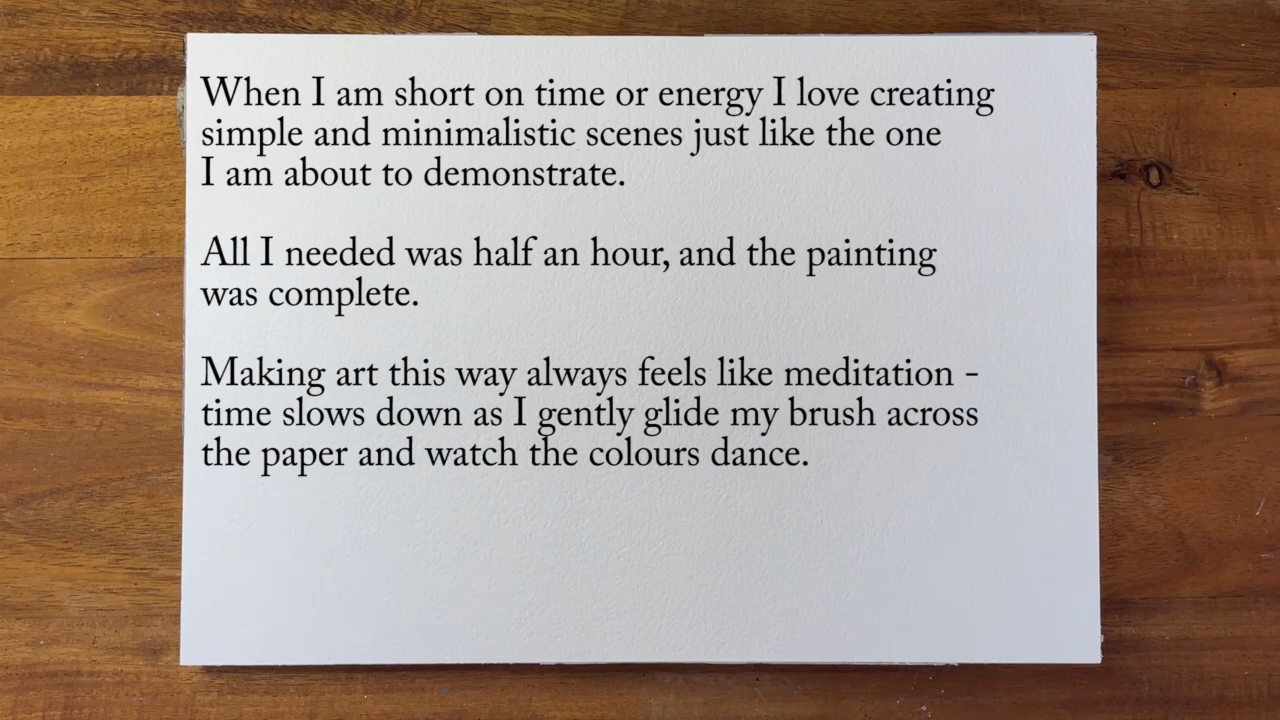 When I am short on time or energy I love creating
simple and minimalistic scenes just like the one
I am about to demonstrate.
All I needed was half an hour, and the painting
was complete.
Making art this way always feels like meditation -
time slows down as I gently glide my brush across
the paper and watch the colours dance.